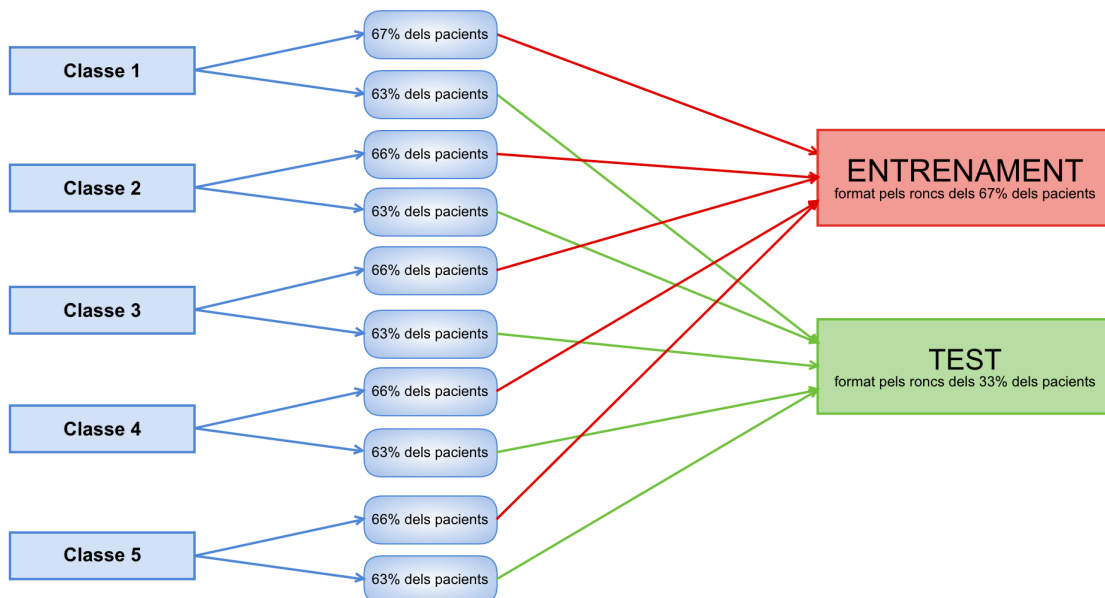 Classe 1
67% dels pacients
63% dels pacients
Classe 2
66% dels pacients
63% dels pacients
Classe 3
66% dels pacients
63% dels pacients
Classe 4
66% dels pacients
63% dels pacients
Classe 5
66% dels pacients
63% dels pacients
ENTRENAMENT
format pels roncs dels 67% dels pacients
TEST
format pels roncs dels 33% dels pacients